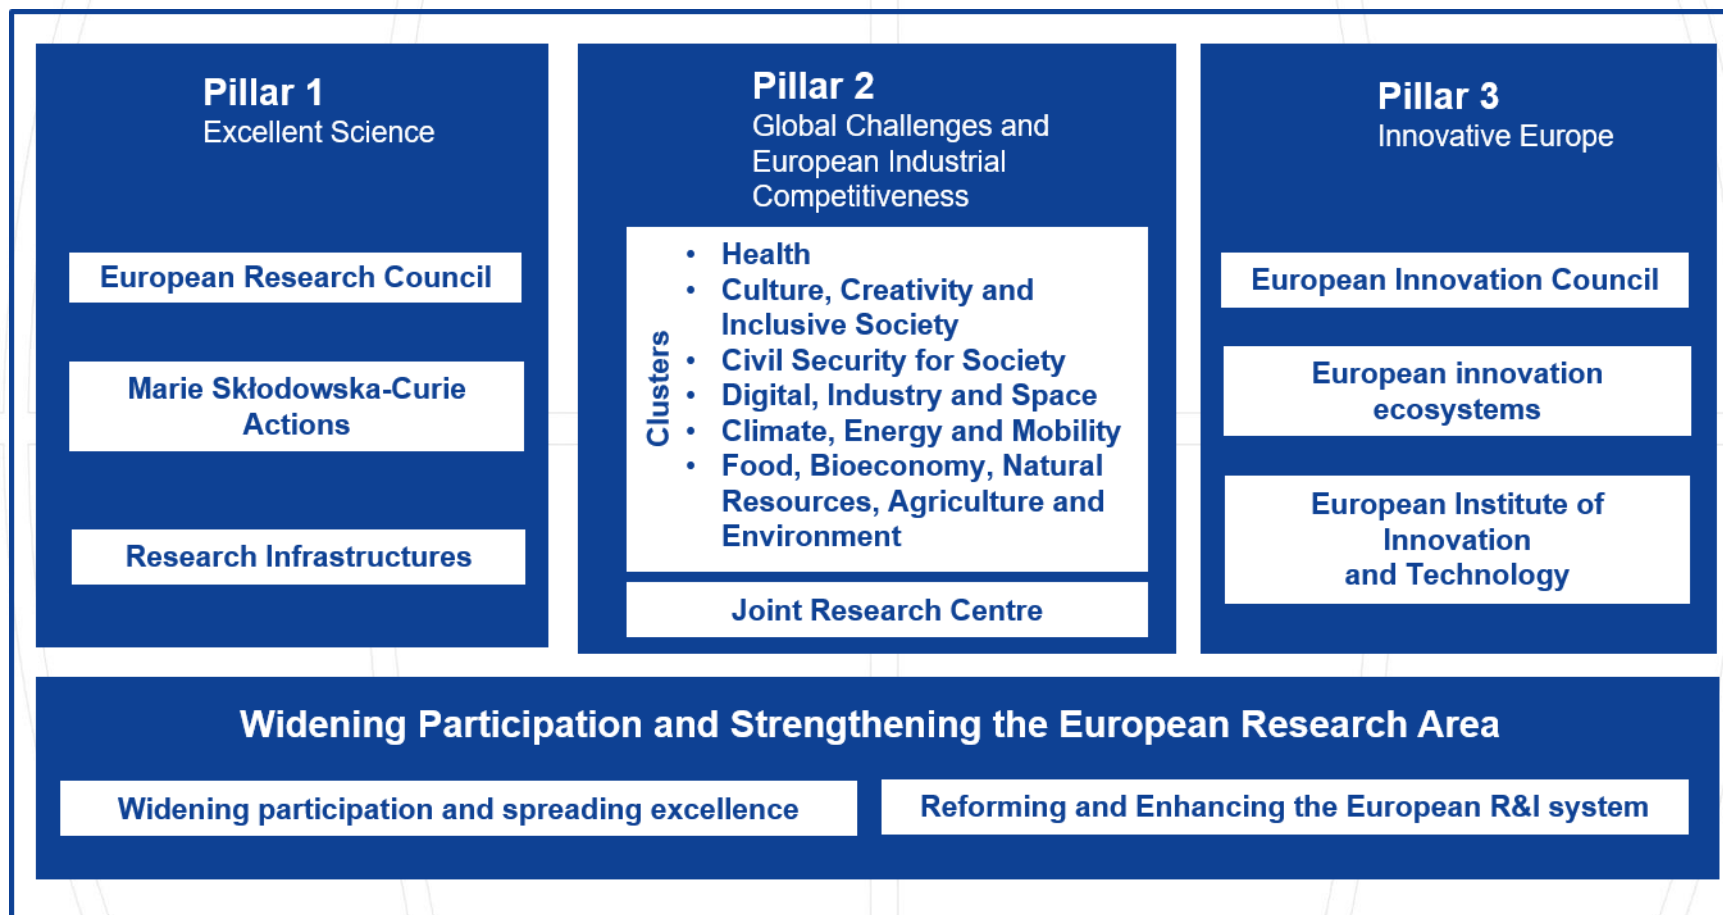 Pillar 1
Excellent Science
European Research Council
Marie Skłodowska-Curie
Actions
Research Infrastructures
Pillar 2
Global Challenges and
European Industrial
Competitiveness
Clusters
• Health
• Culture, Creativity and
Inclusive Society
• Civil Security for Society
• Digital, Industry and Space
• Climate, Energy and Mobility
• Food, Bioeconomy, Natural
Resources, Agriculture and
Environment
Joint Research Centre
Pillar 3
Innovative Europe
European Innovation Council
European innovation
ecosystems
European Institute of
Innovation
and Technology
Widening Participation and Strengthening the European Research Area
Widening participation and spreading excellence
Reforming and Enhancing the European R&I system